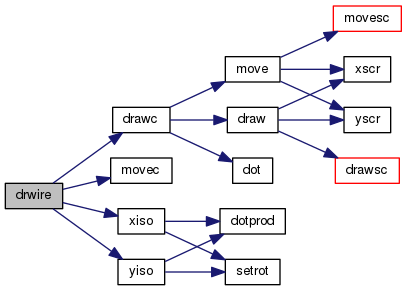 movesc
move
xscr
drawc
draw
yscr
movec
dot
drawsc
drwire
xiso
dotprod
yiso
setrot